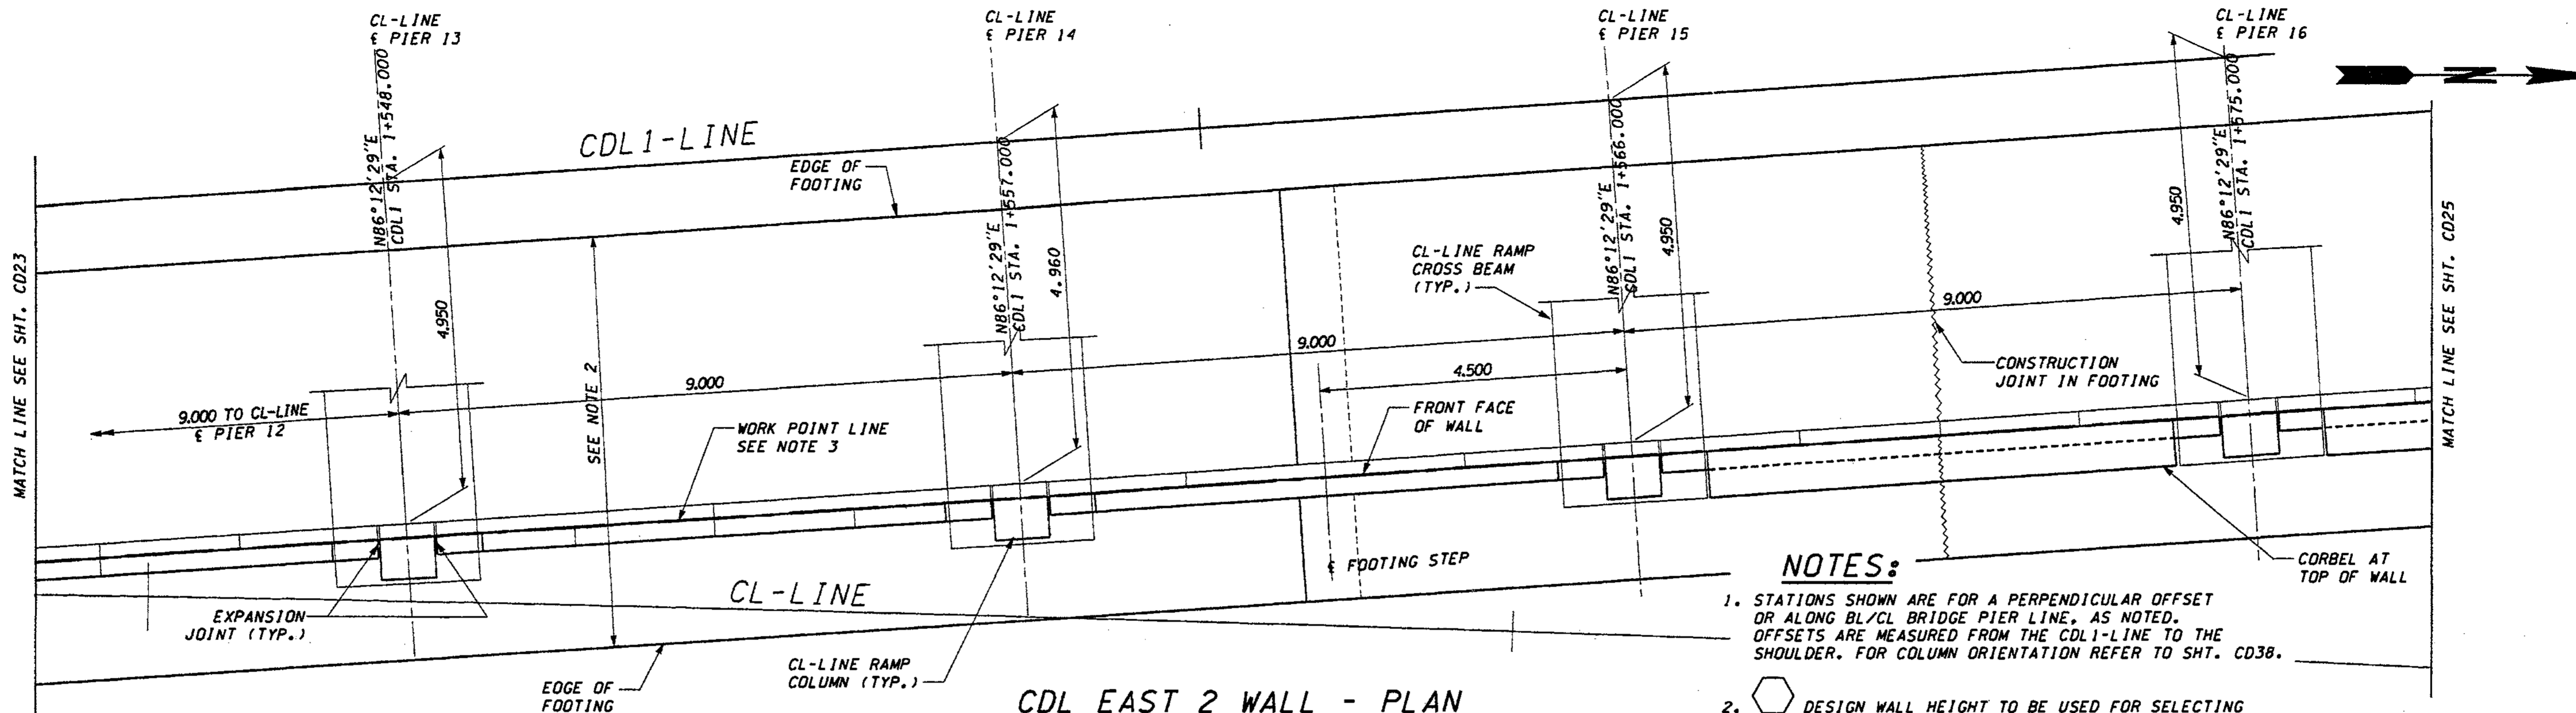 CL-LINE
℄ PIER 13
CL-LINE
℄ PIER 14
CL-LINE
℄ PIER 15
CL-LINE
℄ PIER 16
N
MATCH LINE SEE SHT. CD23
N86°12'29"E
CDL1 STA. 1+548.000
CDL1-LINE
EDGE OF
FOOTING
N86°12'29"E
CDL1 STA. 1+557.000
N86°12'29"E
CDL1 STA. 1+566.000
N86°12'29"E
CDL1 STA. 1+575.000
MATCH LINE SEE SHT. CD25
4.950
4.960
4.950
4.950
CL-LINE RAMP
CROSS BEAM
(TYP.)
9.000 TO CL-LINE
℄ PIER 12
9.000
9.000
9.000
4.500
SEE NOTE 2
WORK POINT LINE
SEE NOTE 3
FRONT FACE
OF WALL
CONSTRUCTION
JOINT IN FOOTING
EXPANSION
JOINT (TYP.)
CL-LINE
℄ FOOTING STEP
CORBEL AT
TOP OF WALL
EDGE OF
FOOTING
CL-LINE RAMP
COLUMN (TYP.)
CDL EAST 2 WALL - PLAN
NOTES:
1. STATIONS SHOWN ARE FOR A PERPENDICULAR OFFSET
OR ALONG BL/CL BRIDGE PIER LINE, AS NOTED.
OFFSETS ARE MEASURED FROM THE CDL1-LINE TO THE
SHOULDER. FOR COLUMN ORIENTATION REFER TO SHT. CD38.
2. DESIGN WALL HEIGHT TO BE USED FOR SELECTING